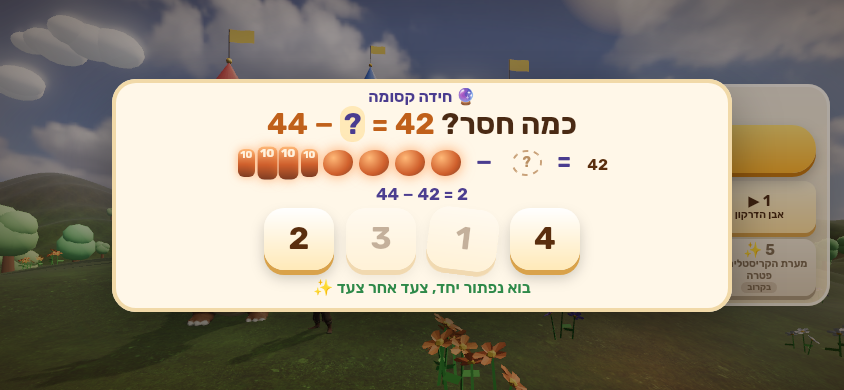 🔮 חידה קסומה
כמה חסר? 44 − ? = 42
10 10 10 10 − ? = 42
44 − 42 = 2
2 3 1 4
בוא נפתור יחד, צעד אחר צעד ✨
▶ 1
אבן הדרקון
5 ✨
מערת הקריסטלי
פטרה
בקרוב